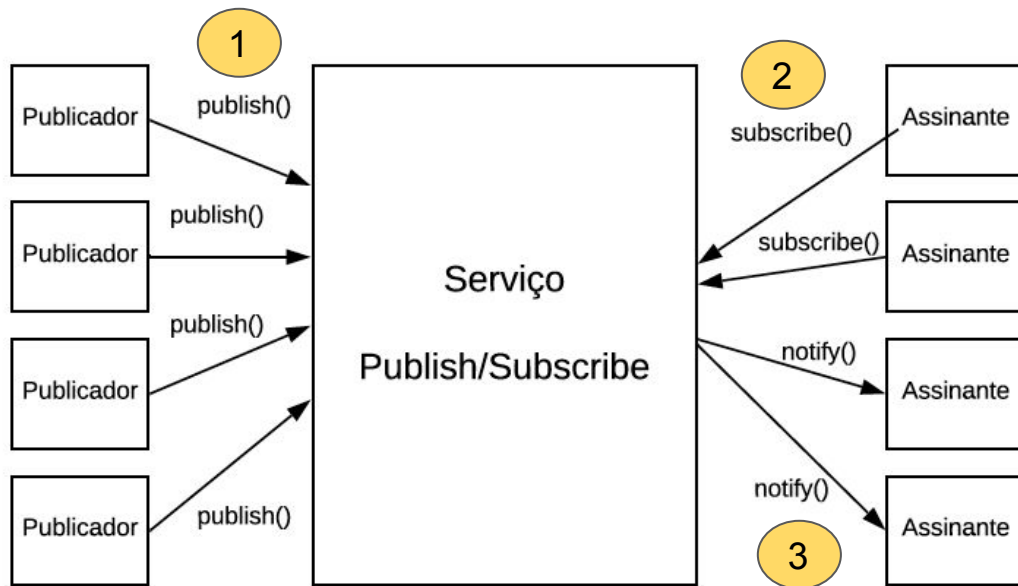 1
2
Publicador
publish()
Assinante
subscribe()
Publicador
publish()
Serviço
Publish/Subscribe
subscribe()
Assinante
Publicador
publish()
notify()
Assinante
Publicador
publish()
notify()
Assinante
3